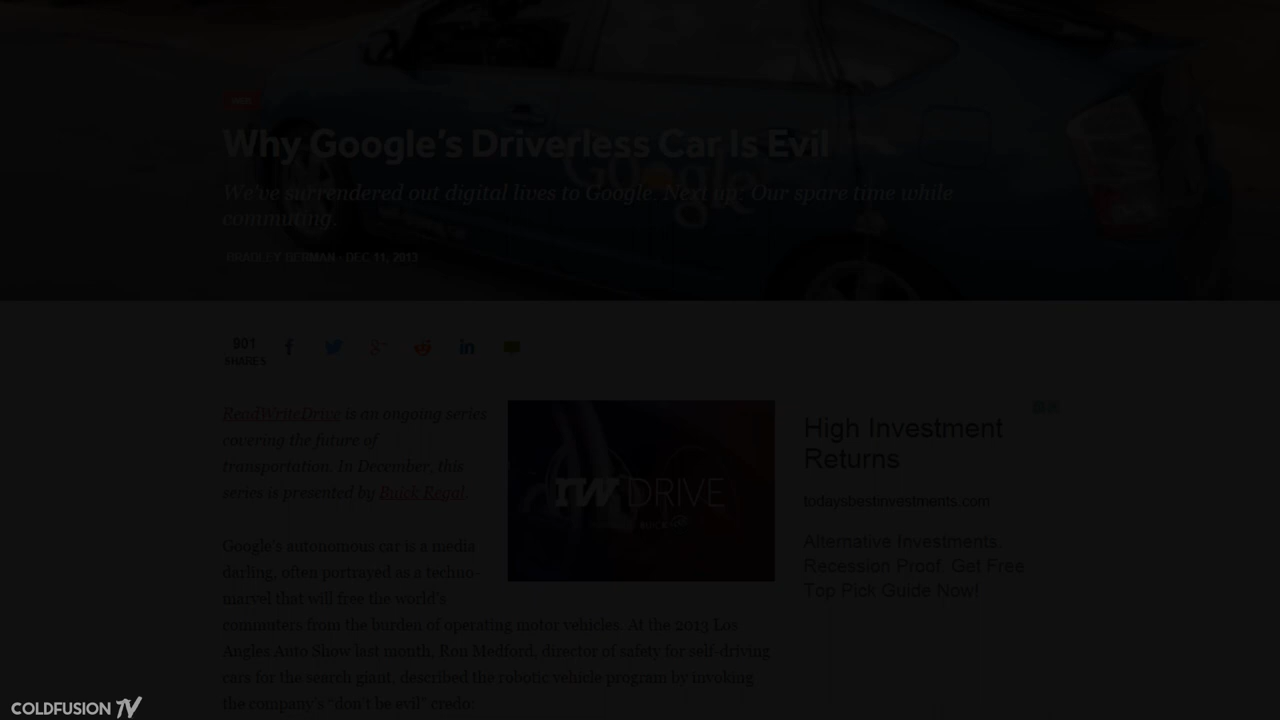 WEB
Why Google's Driverless Car Is Evil
Google
We've surrendered out digital lives to Google. Next up: Our spare time while
commuting.
BRADLEY BERMAN · DEC 11, 2013
901
SHARES
ReadWriteDrive is an ongoing series
covering the future of
transportation. In December, this
series is presented by Buick Regal.
rw DRIVE
High Investment
Returns
todaysbestinvestments.com
Alternative Investments.
Recession Proof. Get Free
Top Pick Guide Now!
Google's autonomous car is a media
darling, often portrayed as a techno-
marvel that will free the world's
commuters from the burden of operating motor vehicles. At the 2013 Los
Angles Auto Show last month, Ron Medford, director of safety for self-driving
cars for the search giant, described the robotic vehicle program by invoking
the company's "don't be evil" credo:
COLDFUSION TV